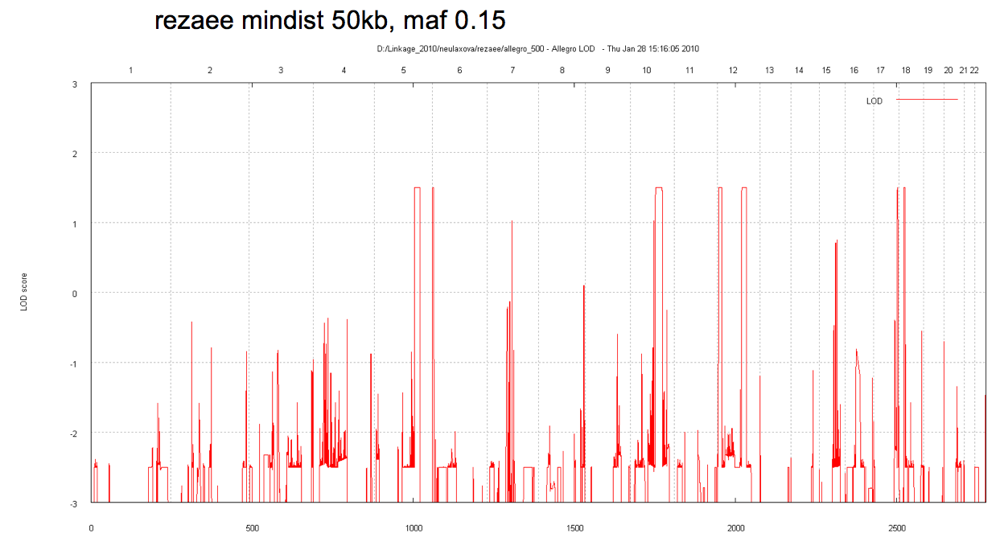 rezaee mindist 50kb, maf 0.15
D:/Linkage_2010/neulaxova/rezaee/allegro_500 - Allegro LOD - Thu Jan 28 15:16:05 2010
1 2 3 4 5 6 7 8 9 10 11 12 13 14 15 16 17 18 19 20 21 22
3
LOD
2
1
LOD score
0
-1
-2
-3
0 500 1000 1500 2000 2500